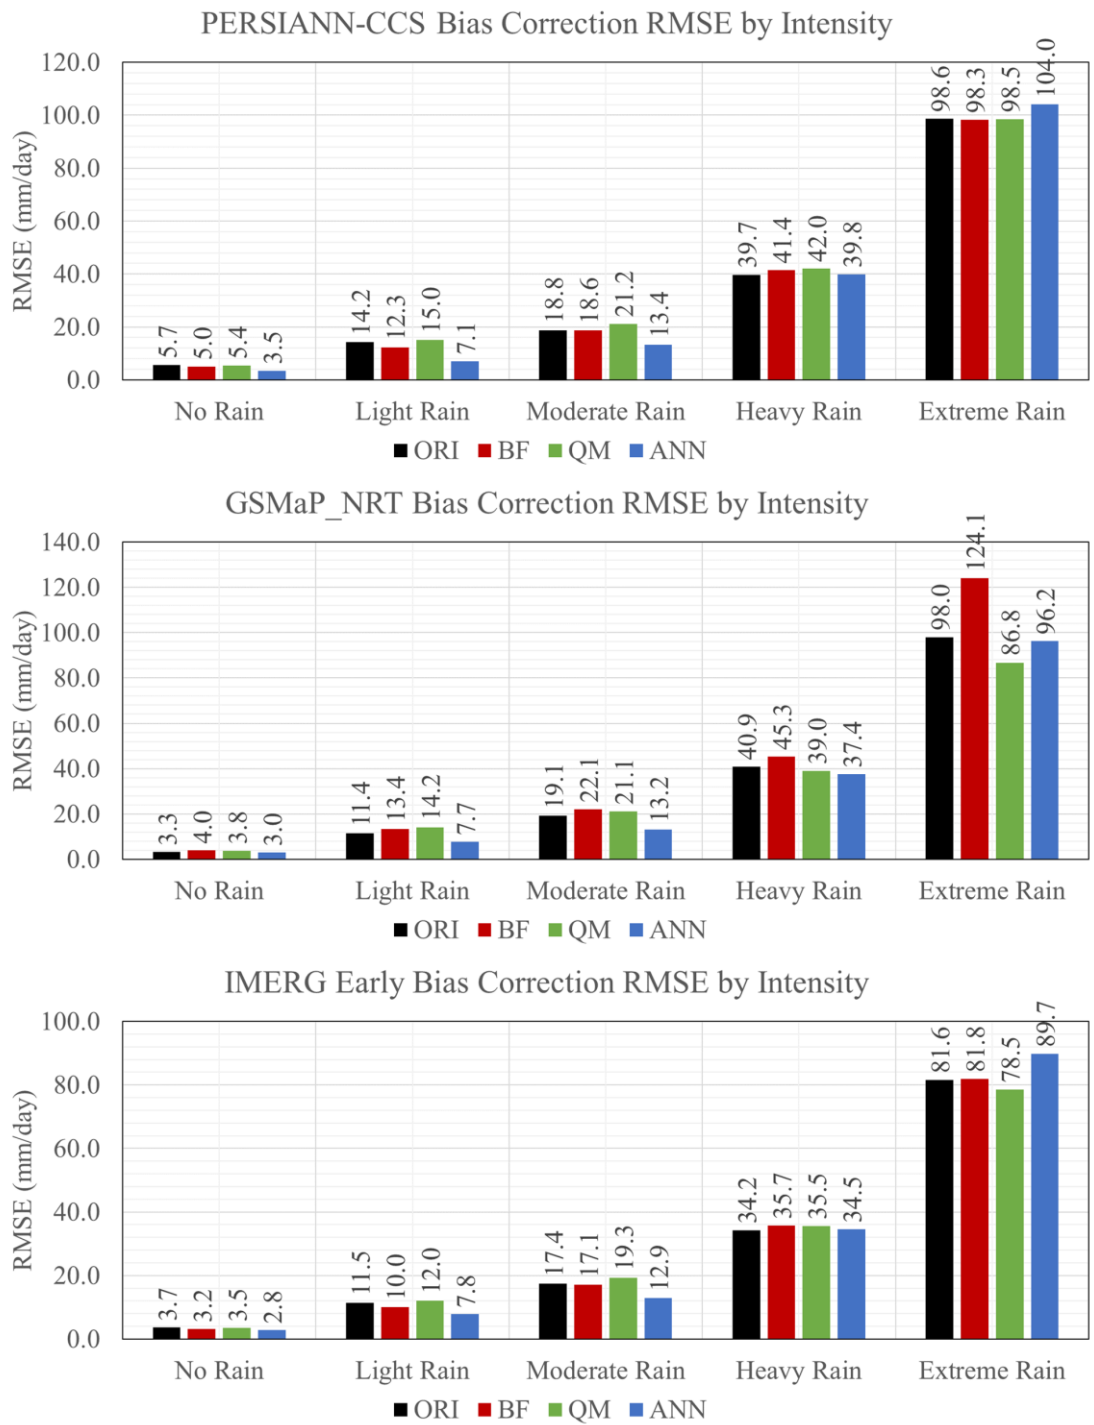 PERSIANN-CCS Bias Correction RMSE by Intensity
RMSE (mm/day)
120.0
100.0
80.0
60.0
40.0
20.0
0.0
5.7 5.0 5.4 3.5
14.2 12.3 15.0 7.1
18.8 18.6 21.2 13.4
39.7 41.4 42.0 39.8
98.6 98.3 98.5 104.0
No Rain Light Rain Moderate Rain Heavy Rain Extreme Rain
ORI BF QM ANN
GSMaP_NRT Bias Correction RMSE by Intensity
RMSE (mm/day)
140.0
120.0
100.0
80.0
60.0
40.0
20.0
0.0
3.3 4.0 3.8 3.0
11.4 13.4 14.2 7.7
19.1 22.1 21.1 13.2
40.9 45.3 39.0 37.4
98.0 124.1 86.8 96.2
No Rain Light Rain Moderate Rain Heavy Rain Extreme Rain
ORI BF QM ANN
IMERG Early Bias Correction RMSE by Intensity
RMSE (mm/day)
100.0
80.0
60.0
40.0
20.0
0.0
3.7 3.2 3.5 2.8
11.5 10.0 12.0 7.8
17.4 17.1 19.3 12.9
34.2 35.7 35.5 34.5
81.6 81.8 78.5 89.7
No Rain Light Rain Moderate Rain Heavy Rain Extreme Rain
ORI BF QM ANN